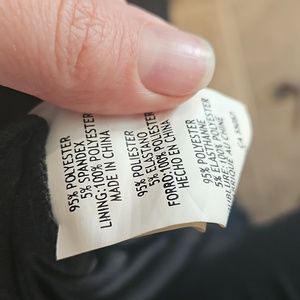 95% POLYESTER
5% SPANDEX
LINING:100% POLYESTER
MADE IN CHINA
95% POLIESTER
5% ELASTANO
FORRO: 100% POLIESTER
HECHO EN CHINA
95% POLYESTER
5% ELASTHANNE